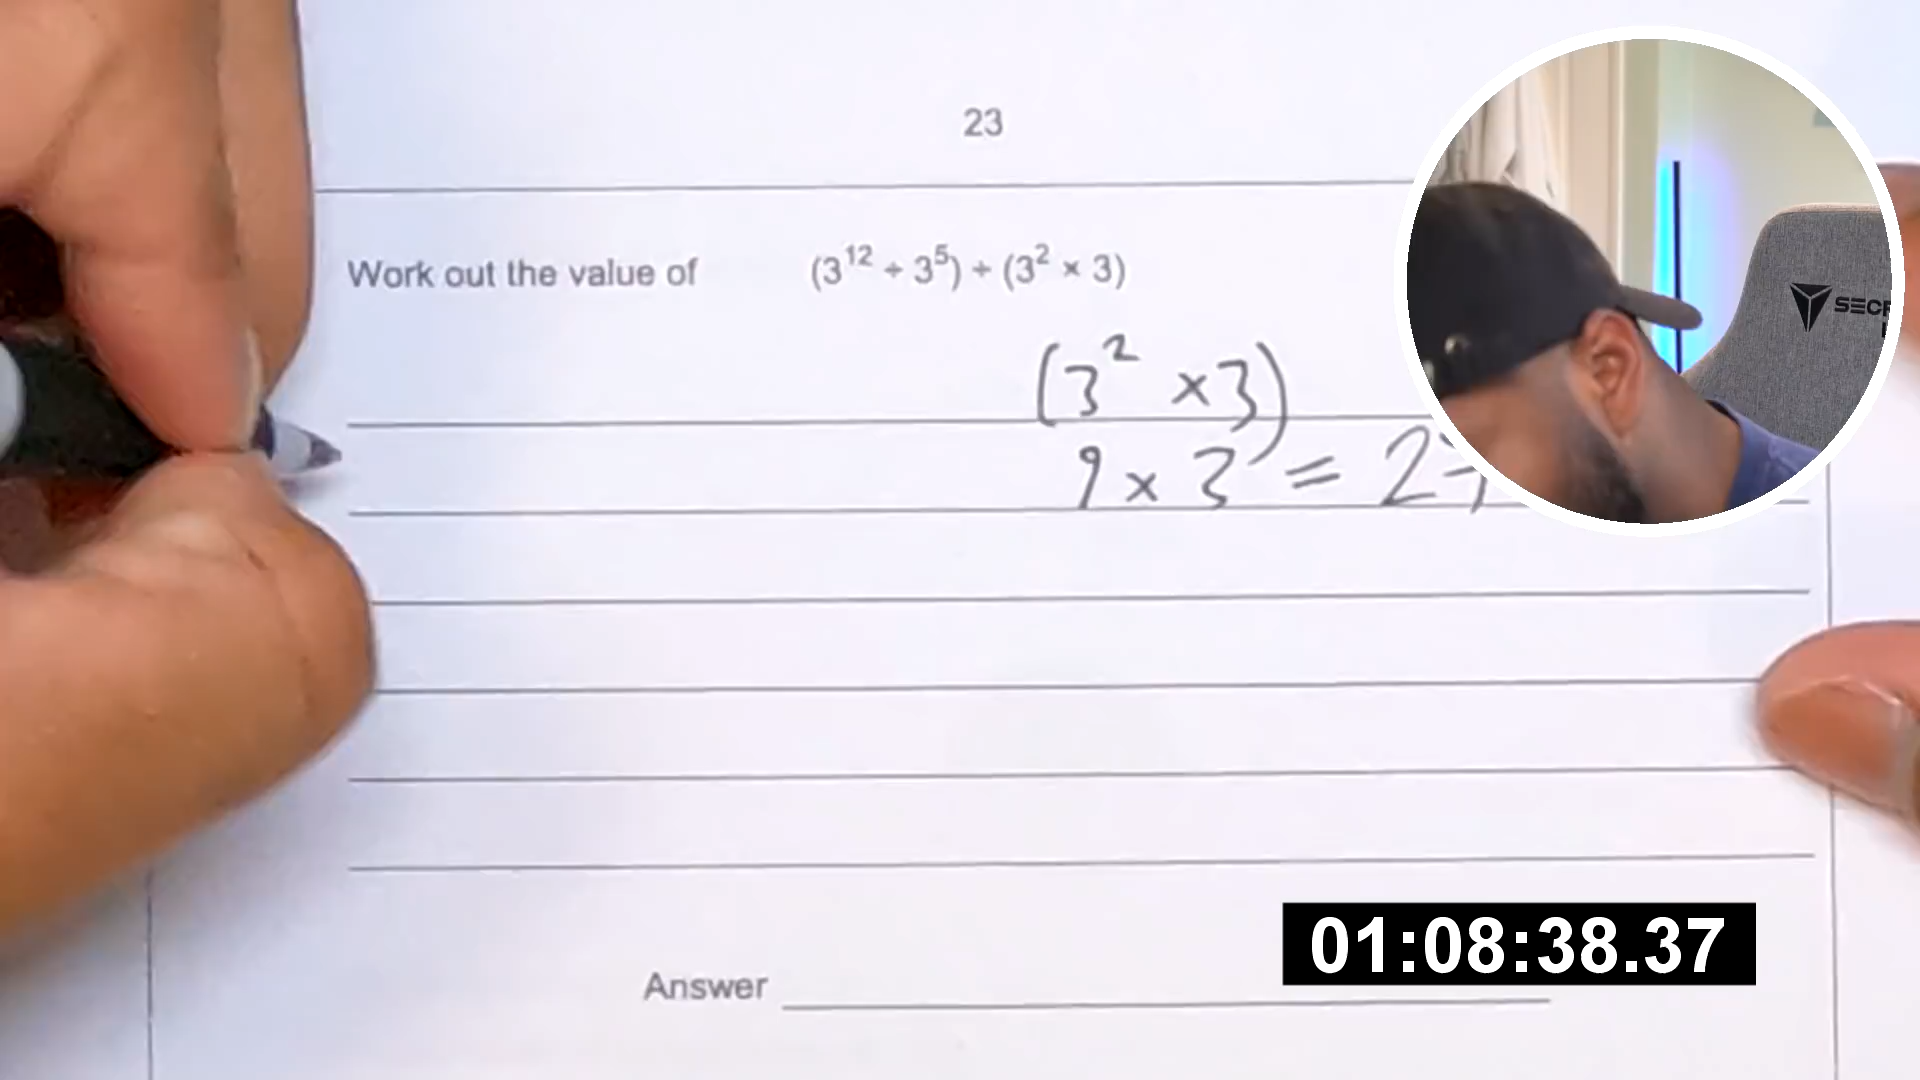 23
Work out the value of (3¹² ÷ 3⁵) ÷ (3² × 3)
(3² × 3)
9 × 3 = 27
Answer
01:08:38.37